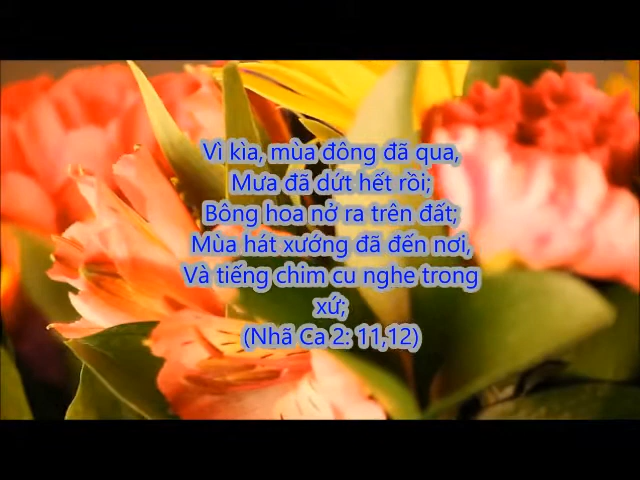 Vì kìa, mùa đông đã qua,
Mưa đã dứt hết rồi;
Bông hoa nở ra trên đất;
Mùa hát xướng đã đến nơi,
Và tiếng chim cu nghe trong
xứ;
(Nhã Ca 2: 11,12)